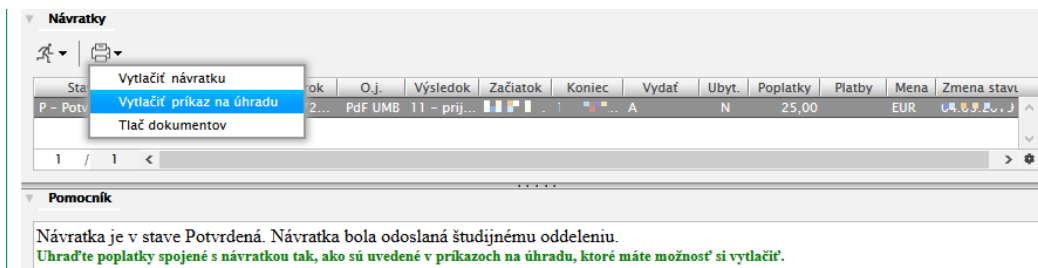 Návratky
Vytlačiť návratku
Vytlačiť príkaz na úhradu
Tlač dokumentov
O.j. Výsledok Začiatok Koniec Vydať Ubyt. Poplatky Platby Mena Zmena stavu
P – Potv 2... PdF UMB 11 – prij... A N 25,00 EUR
1 / 1
Pomocník
Návratka je v stave Potvrdená. Návratka bola odoslaná študijnému oddeleniu.
Uhraďte poplatky spojené s návratkou tak, ako sú uvedené v príkazoch na úhradu, ktoré máte možnosť si vytlačiť.